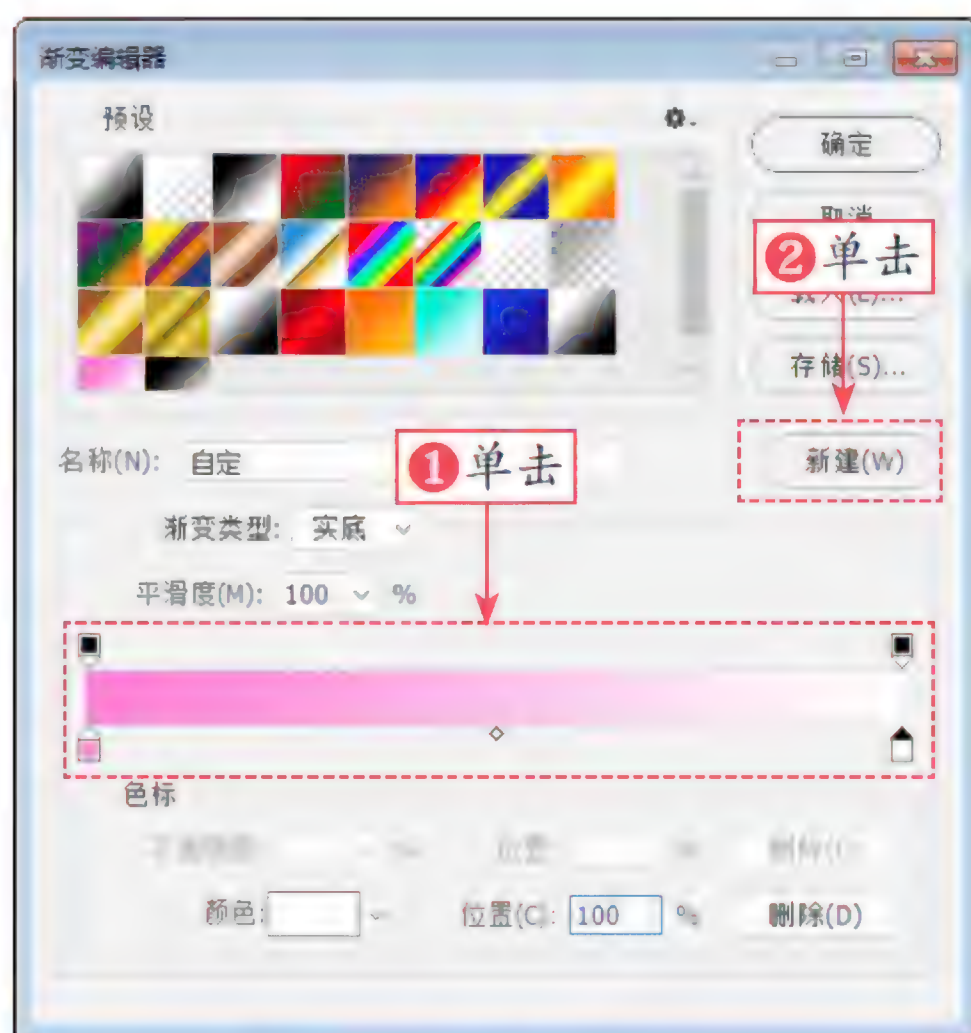 渐变编辑器
预设
确定
取消
❷单击
存储(S)...
名称(N): 自定
❶单击
新建(W)
渐变类型: 实底
平滑度(M): 100 %
色标
位置: 
颜色: 位置(C): 100 % 删除(D)